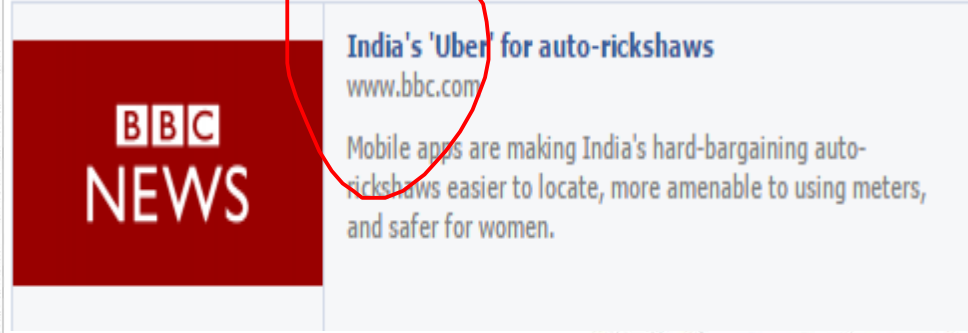 BBC
NEWS
India's 'Uber' for auto-rickshaws
www.bbc.com
Mobile apps are making India's hard-bargaining auto-
rickshaws easier to locate, more amenable to using meters,
and safer for women.